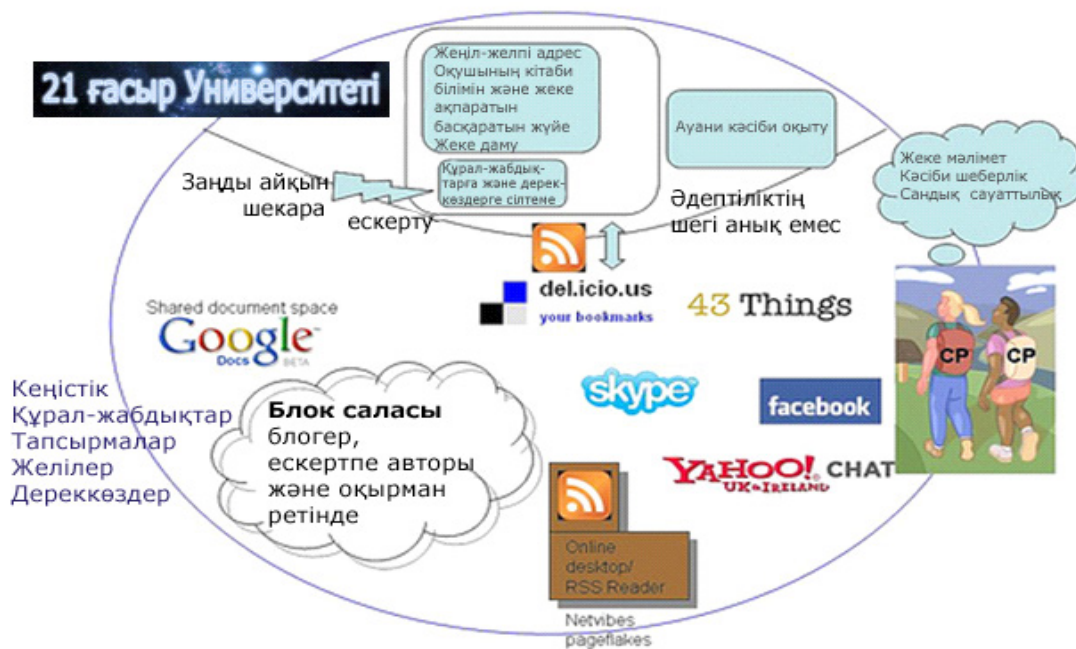 21 ғасыр Университеті
Жеңіл-желпі адрес
Оқушының кітаби
білімін және жеке
ақпаратын
басқаратын жүйе
Жеке даму
Құрал-жабдық-
тарға және дерек-
көздерге сілтеме
Ауани кәсіби оқыту
Жеке мәлімет
Кәсіби шеберлік
Сандық сауаттылық
Заңды айқын
шекара
ескерту
Әдептіліктің
шегі анық емес
del.icio.us
your bookmarks
43 Things
Shared document space
Google™
Docs BETA
skype
facebook
CP
CP
Кеңістік
Құрал-жабдықтар
Тапсырмалар
Желілер
Дереккөздер
Блок саласы
блогер,
ескертпе авторы
және оқырман
ретінде
YAHOO! CHAT
UK & IRELAND
Online
desktop/
RSS Reader
Netvibes
pageflakes